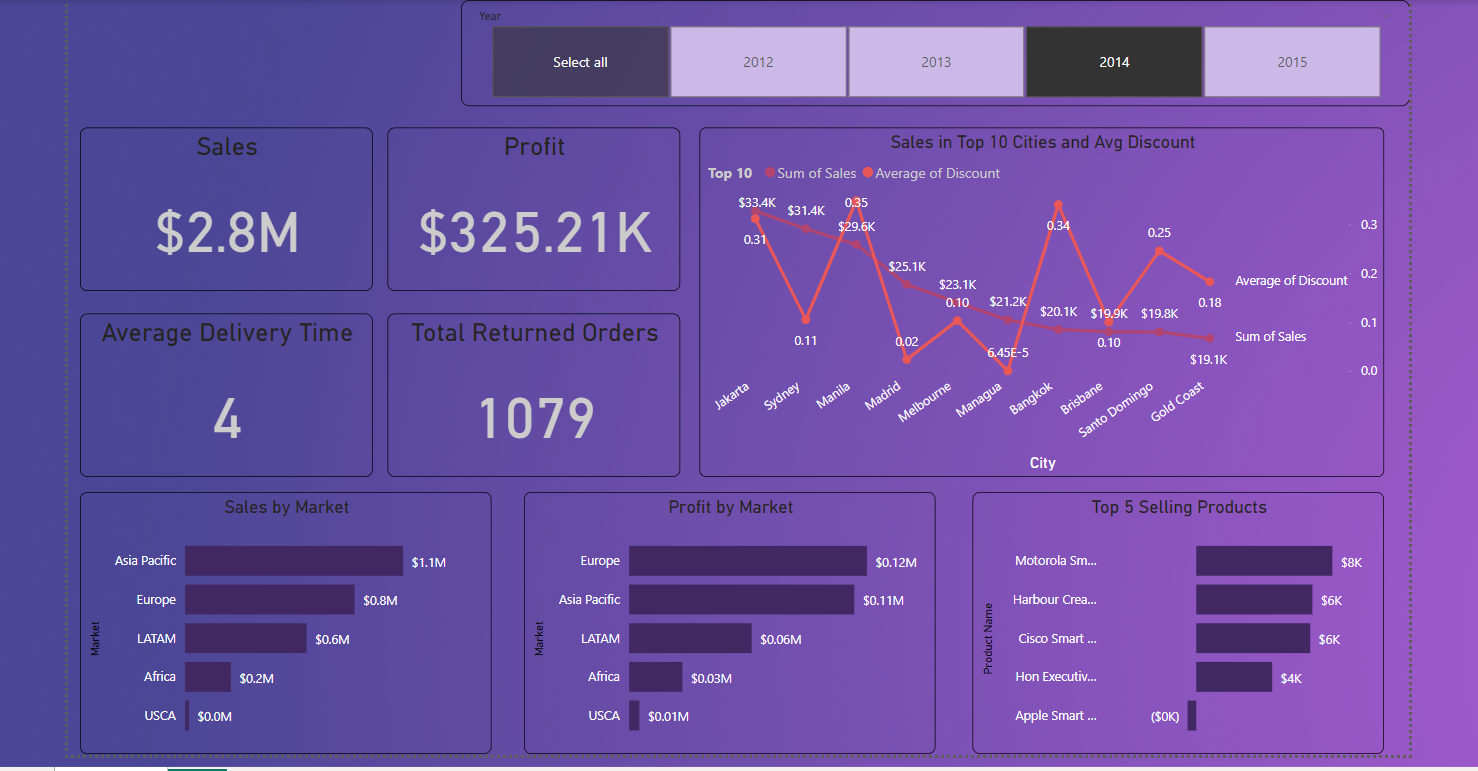 Year
Select all
2012
2013
2014
2015
Sales
$2.8M
Profit
$325.21K
Average Delivery Time
4
Total Returned Orders
1079
Sales in Top 10 Cities and Avg Discount
Top 10 Sum of Sales Average of Discount
$33.4K
$31.4K
0.35
$29.6K
0.31
$25.1K
$23.1K
0.10
$21.2K
$20.1K
0.34
$19.9K
$19.8K
0.25
0.11
0.02
6.45E-5
0.10
0.18
$19.1K
Average of Discount
Sum of Sales
0.3
0.2
0.1
0.0
Jakarta
Sydney
Manila
Madrid
Melbourne
Managua
Bangkok
Brisbane
Santo Domingo
Gold Coast
City
Sales by Market
Market
Asia Pacific $1.1M
Europe $0.8M
LATAM $0.6M
Africa $0.2M
USCA $0.0M
Profit by Market
Market
Europe $0.12M
Asia Pacific $0.11M
LATAM $0.06M
Africa $0.03M
USCA $0.01M
Top 5 Selling Products
Product Name
Motorola Sm... $8K
Harbour Crea... $6K
Cisco Smart ... $6K
Hon Executiv... $4K
Apple Smart ... ($0K)